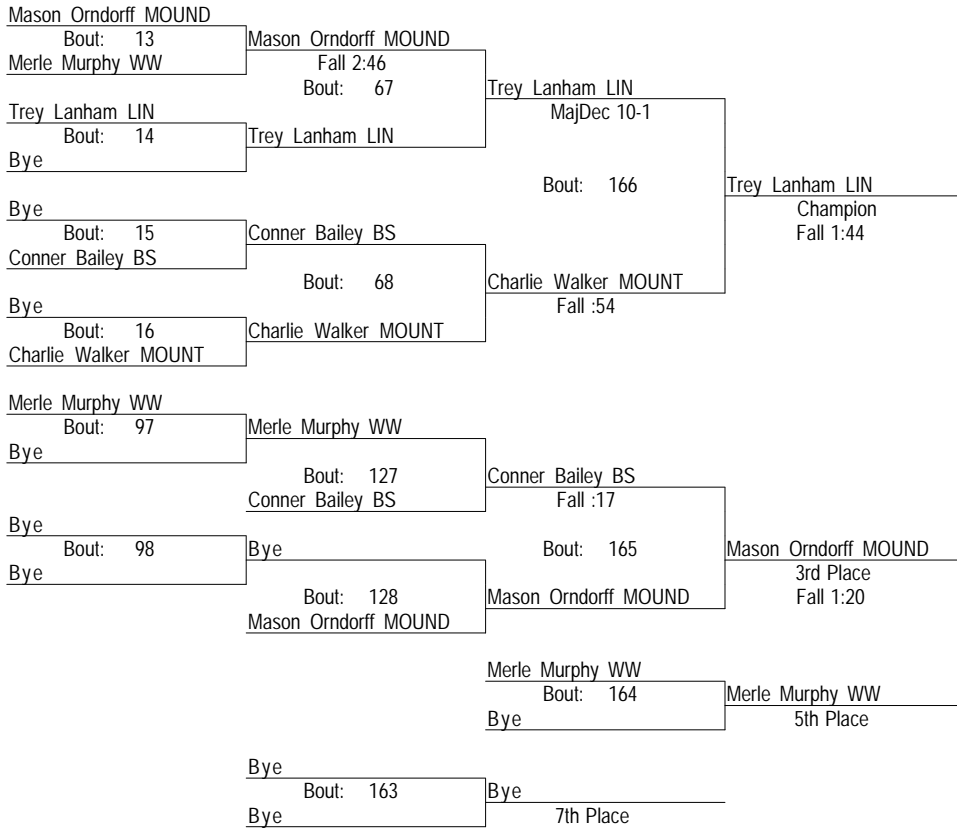 Mason Orndorff MOUND
Bout: 13
Mason Orndorff MOUND
Merle Murphy WW
Fall 2:46
Bout: 67
Trey Lanham LIN
Trey Lanham LIN
MajDec 10-1
Bout: 14
Trey Lanham LIN
Bye
Bout: 166
Trey Lanham LIN
Bye
Champion
Bout: 15
Conner Bailey BS
Fall 1:44
Conner Bailey BS
Bout: 68
Charlie Walker MOUNT
Bye
Fall :54
Bout: 16
Charlie Walker MOUNT
Charlie Walker MOUNT
Merle Murphy WW
Bout: 97
Merle Murphy WW
Bye
Bout: 127
Conner Bailey BS
Conner Bailey BS
Fall :17
Bye
Bout: 98
Bye
Bout: 165
Mason Orndorff MOUND
Bye
3rd Place
Bout: 128
Mason Orndorff MOUND
Fall 1:20
Mason Orndorff MOUND
Merle Murphy WW
Bout: 164
Merle Murphy WW
Bye
5th Place
Bye
Bout: 163
Bye
Bye
7th Place